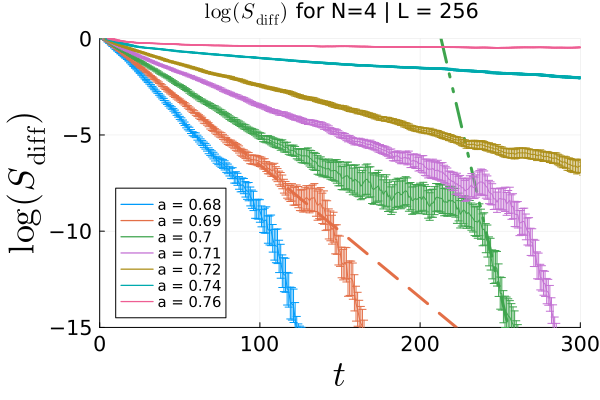 log(S_diff) for N=4 | L = 256
log(S_diff)
0
−5
−10
−15
a = 0.68
a = 0.69
a = 0.7
a = 0.71
a = 0.72
a = 0.74
a = 0.76
0
100
200
300
t